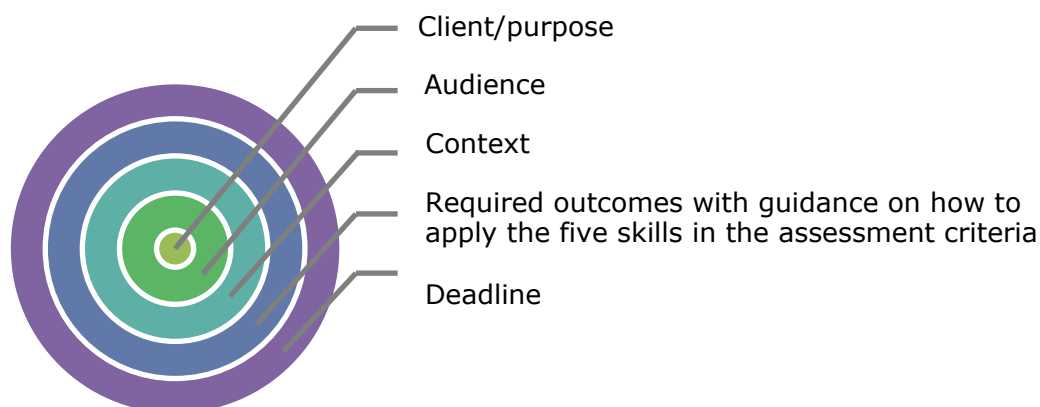 Client/purpose
Audience
Context
Required outcomes with guidance on how to
apply the five skills in the assessment criteria
Deadline